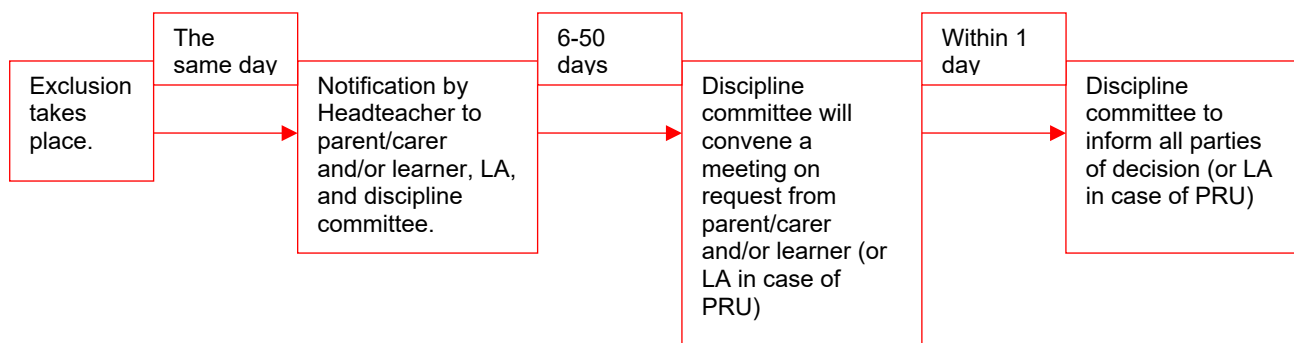 Exclusion
takes
place.
The
same day
Notification by
Headteacher to
parent/carer
and/or learner, LA,
and discipline
committee.
6-50
days
Discipline
committee will
convene a
meeting on
request from
parent/carer
and/or learner (or
LA in case of
PRU)
Within 1
day
Discipline
committee to
inform all parties
of decision (or LA
in case of PRU)